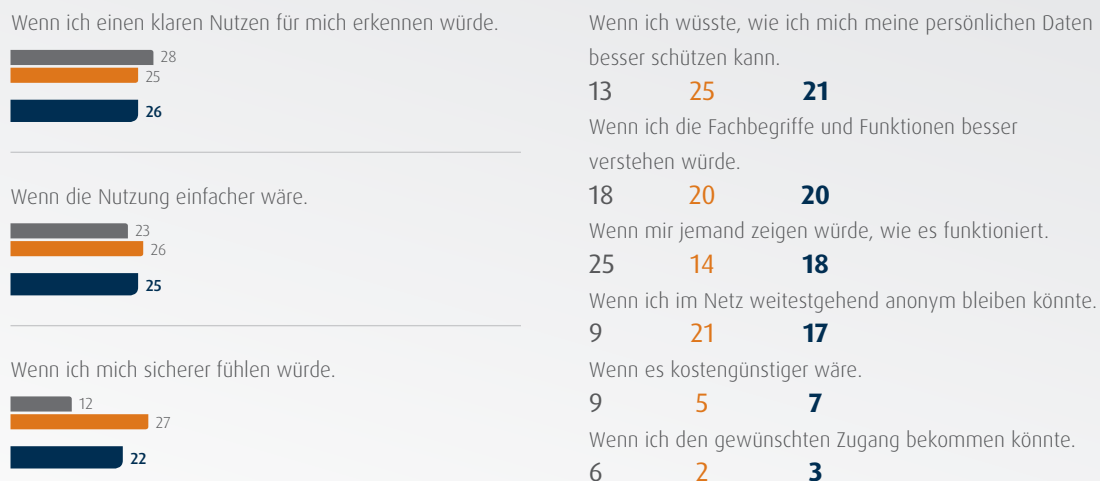 Wenn ich einen klaren Nutzen für mich erkennen würde.
28
25
26
Wenn die Nutzung einfacher wäre.
23
26
25
Wenn ich mich sicherer fühlen würde.
12
27
22
Wenn ich wüsste, wie ich mich meine persönlichen Daten
besser schützen kann.
13 25 21
Wenn ich die Fachbegriffe und Funktionen besser
verstehen würde.
18 20 20
Wenn mir jemand zeigen würde, wie es funktioniert.
25 14 18
Wenn ich im Netz weitestgehend anonym bleiben könnte.
9 21 17
Wenn es kostengünstiger wäre.
9 5 7
Wenn ich den gewünschten Zugang bekommen könnte.
6 2 3